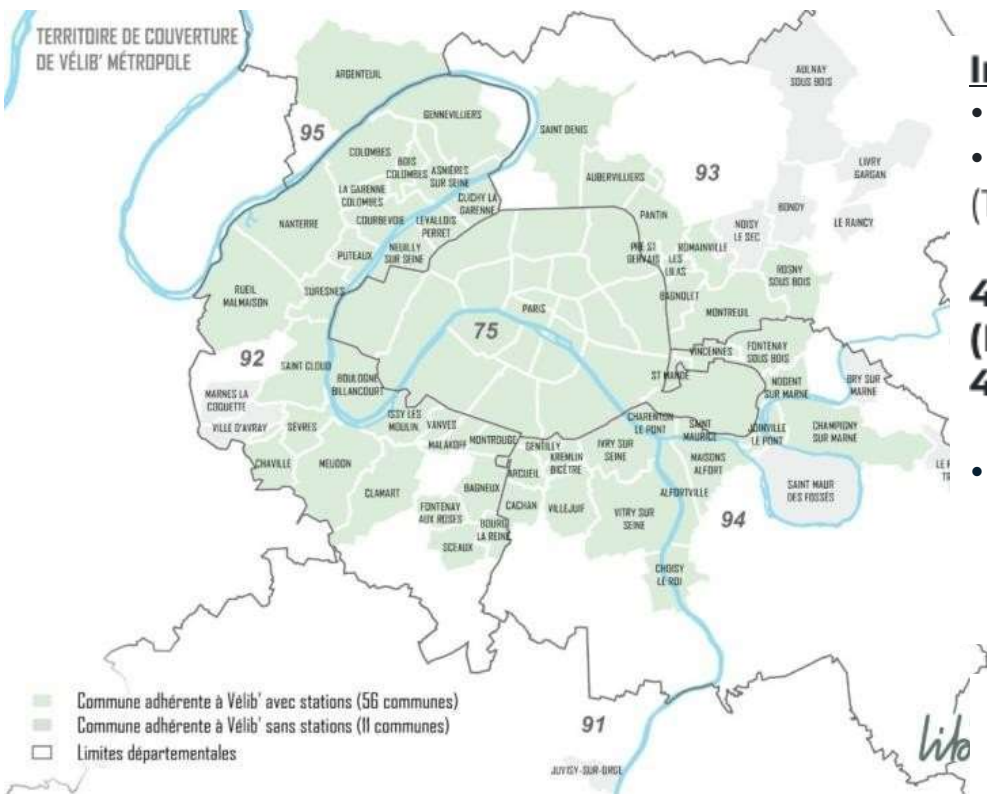 TERRITOIRE DE COUVERTURE
DE VÉLIB' MÉTROPOLE
ARGENTEUIL
AULNAY
SOUS BOIS
GENNEVILLIERS
95
SAINT DENIS
COLOMBES
BOIS
COLOMBES
ASNIÈRES
SUR SEINE
AUBERVILLIERS
93
LIVRY
GARGAN
LA GARENNE
COLOMBES
CLICHY LA
GARENNE
BONDY
NANTERRE
COURBEVOIE
LEVALLOIS
PERRET
PANTIN
NOISY
LE SEC
LE RAINCY
PUTEAUX
NEUILLY
SUR SEINE
PRÉ ST
GERVAIS
LES
LILAS
ROMAINVILLE
ROSNY
SOUS BOIS
RUEIL
MALMAISON
SURESNES
BAGNOLET
PARIS
MONTREUIL
75
92
VINCENNES
FONTENAY
SOUS BOIS
SAINT CLOUD
BOULOGNE
BILLANCOURT
ST MANDÉ
NOGENT
SUR MARNE
BRY SUR
MARNE
MARNES LA
COQUETTE
VILLE D'AVRAY
ISSY LES
MOULIN
VANVES
CHARENTON
LE PONT
SAINT
MAURICE
JOINVILLE
LE PONT
CHAMPIGNY
SUR MARNE
SÈVRES
MALAKOFF
MONTROUGE
GENTILLY
KREMLIN
BICÊTRE
IVRY SUR
SEINE
MAISONS
ALFORT
CHAVILLE
MEUDON
ARCUEIL
BAGNEUX
CLAMART
ALFORTVILLE
SAINT MAUR
DES FOSSÉS
FONTENAY
AUX ROSES
CACHAN
VILLEJUIF
VITRY SUR
SEINE
94
BOURG
LA REINE
SCEAUX
CHOISY
LE ROI
Commune adhérente à Vélib' avec stations (56 communes)
Commune adhérente à Vélib' sans stations (11 communes)
Limites départementales
91
JUVISY-SUR-ORGE